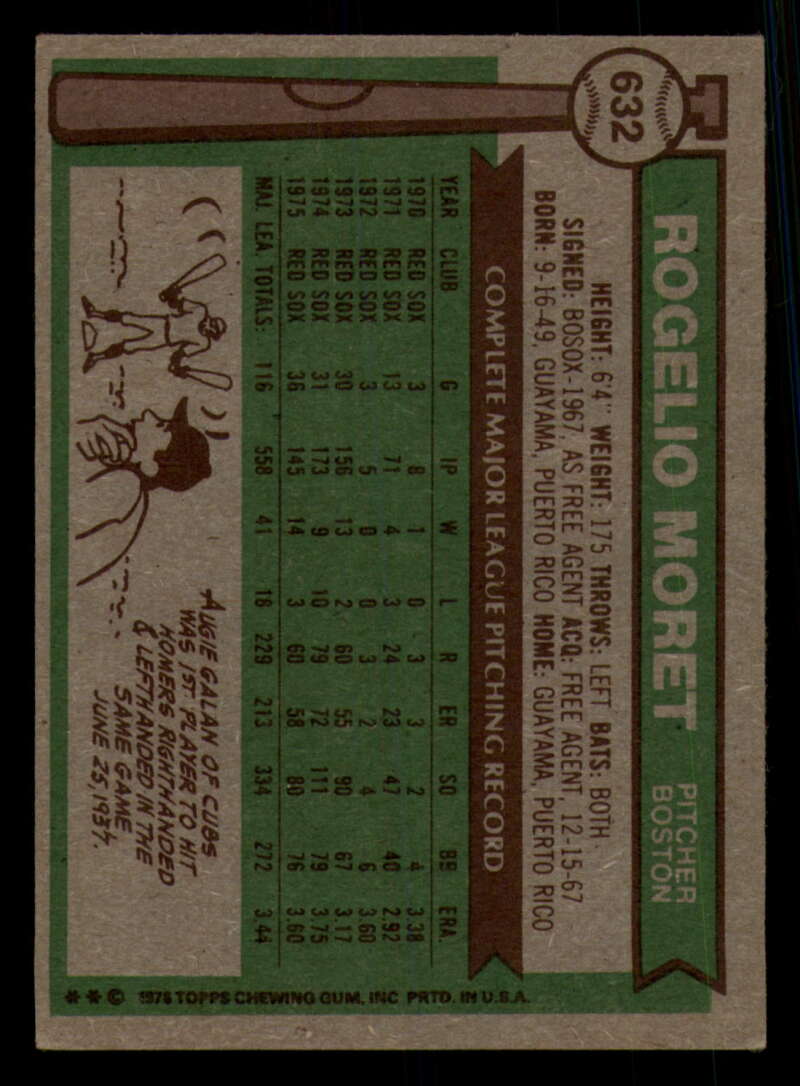 632
ROGELIO MORET
PITCHER
BOSTON
HEIGHT: 6'4" WEIGHT: 175 THROWS: LEFT BATS: BOTH
SIGNED: BOSOX-1967, AS FREE AGENT ACQ: FREE AGENT, 12-15-67
BORN: 9-16-49, GUAYAMA, PUERTO RICO HOME: GUAYAMA, PUERTO RICO
COMPLETE MAJOR LEAGUE PITCHING RECORD
YEAR CLUB G IP W L R ER SO BB ERA.
1970 RED SOX 3 8 1 0 3 3 2 4 3.38
1971 RED SOX 13 71 4 3 24 23 47 40 2.92
1972 RED SOX 3 5 0 0 3 2 4 6 3.60
1973 RED SOX 30 156 13 2 60 55 90 67 3.17
1974 RED SOX 31 173 9 10 79 72 111 79 3.75
1975 RED SOX 36 145 14 3 60 58 80 76 3.60
MAJ. LEA. TOTALS: 116 558 41 18 229 213 334 272 3.44
AUGIE GALAN OF CUBS
WAS 1ST PLAYER TO HIT
HOMERS RIGHTHANDED
& LEFTHANDED IN THE
SAME GAME
JUNE 25, 1937.
* * © 1976 TOPPS CHEWING GUM, INC PRTD. IN U.S.A.